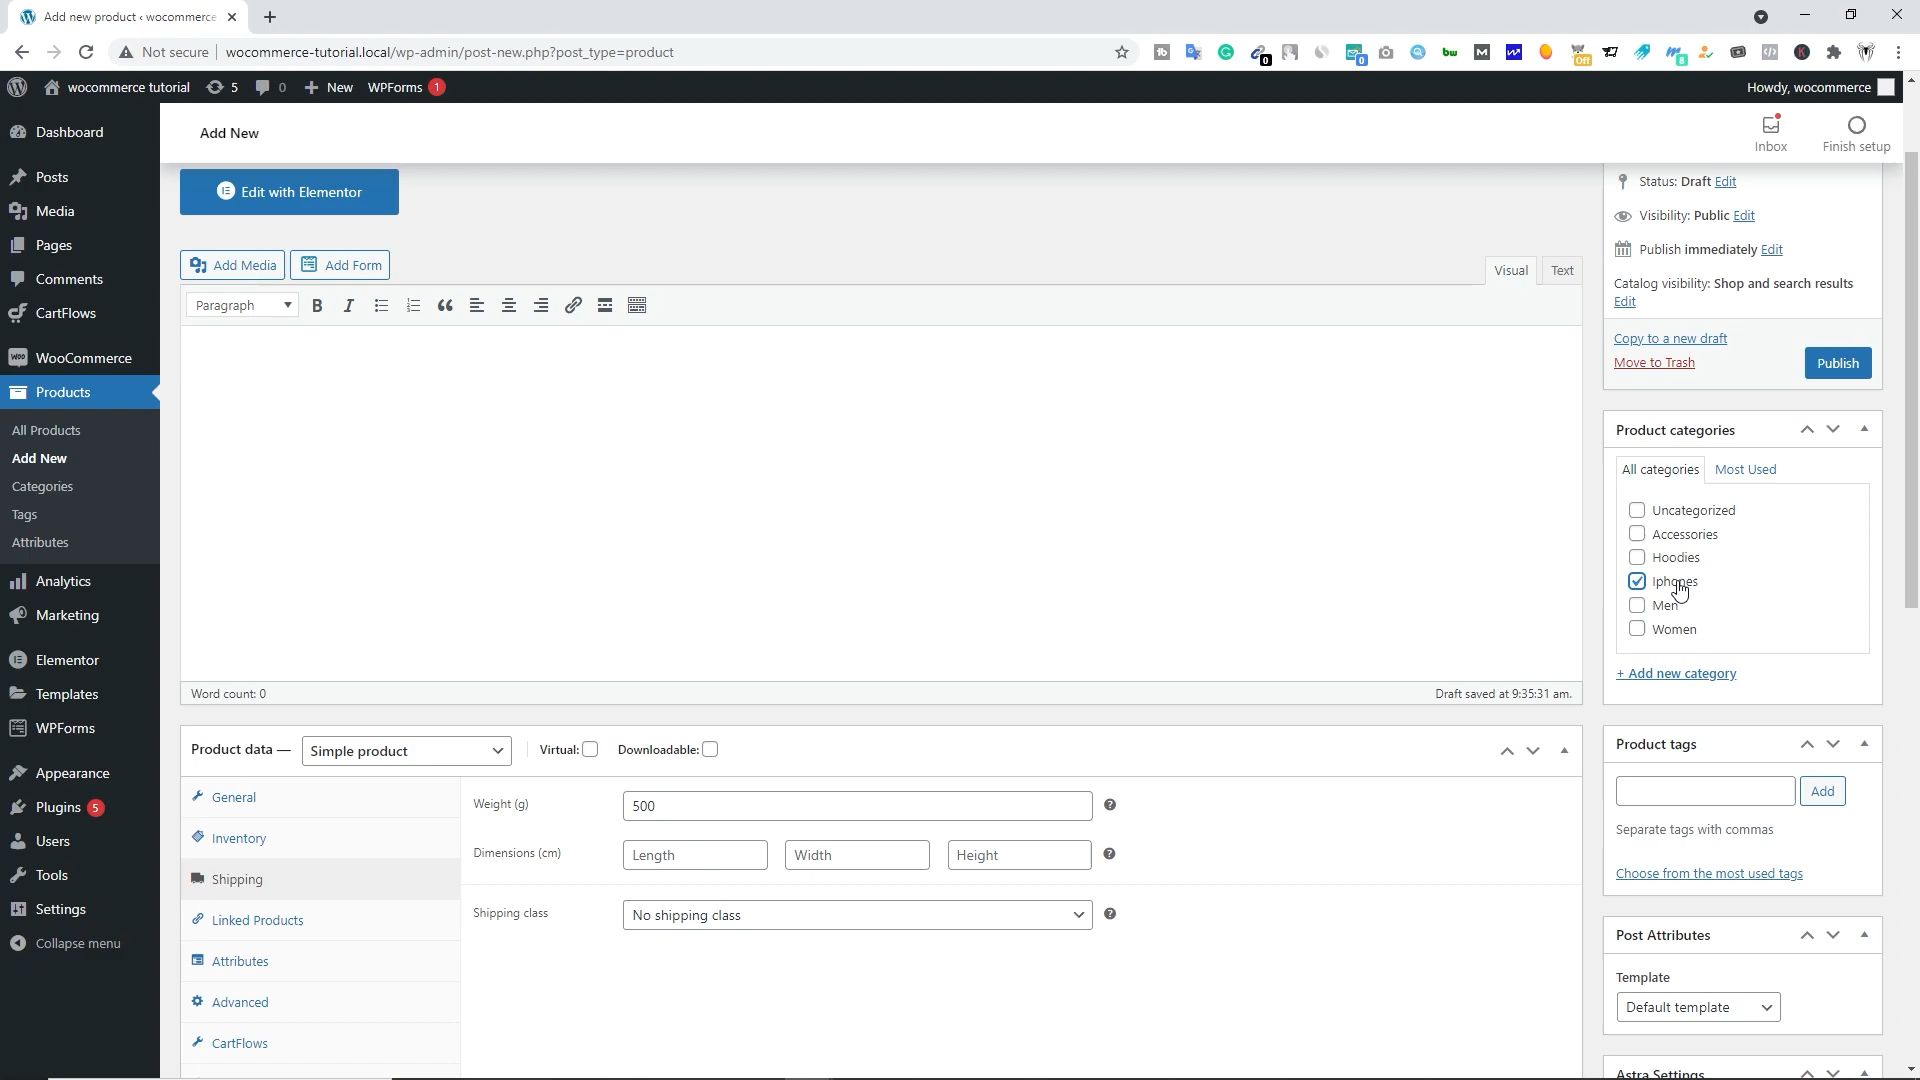 Add new product ‹ wocommerce
Not secure
wocommerce-tutorial.local/wp-admin/post-new.php?post_type=product
wocommerce tutorial
5
0
New
WPForms 1
Howdy, wocommerce
Dashboard
Posts
Media
Pages
Comments
CartFlows
WooCommerce
Products
All Products
Add New
Categories
Tags
Attributes
Analytics
Marketing
Elementor
Templates
WPForms
Appearance
Plugins 5
Users
Tools
Settings
Collapse menu
Add New
Inbox
Finish setup
Edit with Elementor
Add Media
Add Form
Visual
Text
Paragraph
Word count: 0
Draft saved at 9:35:31 am.
Product data —
Simple product
Virtual:
Downloadable:
General
Inventory
Shipping
Linked Products
Attributes
Advanced
CartFlows
Weight (g)
500
Dimensions (cm)
Length
Width
Height
Shipping class
No shipping class
Status: Draft Edit
Visibility: Public Edit
Publish immediately Edit
Catalog visibility: Shop and search results
Edit
Copy to a new draft
Move to Trash
Publish
Product categories
All categories
Most Used
Uncategorized
Accessories
Hoodies
Iphones
Men
Women
+ Add new category
Product tags
Add
Separate tags with commas
Choose from the most used tags
Post Attributes
Template
Default template
Astra Settings